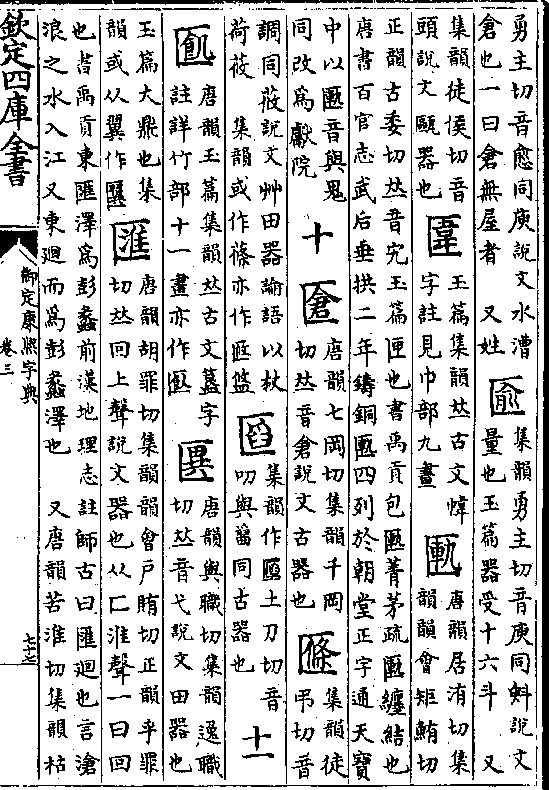 勇主切音愈同庾說文水漕
倉也一曰倉無屋者　又姓
匬
集韻勇主切音庾同斞說文
量也玉篇器受十六斗　又
集韻徒侯切音
頭說文甌器也
玉篇集韻𠀤古文幃
字註見巾部九畫
匭
唐韻居洧切集
韻韻會矩鮪切
正韻古委切𠀤音宄玉篇匣也書禹貢包匭菁茅疏匭纏結也
唐書百官志武后垂拱二年鑄銅匭四列於朝堂正字通天寶
中以匭音與鬼
同改爲獻院
十
匨
唐韻七岡切集韻千岡
切𠀤音倉說文古器也
集韻徒
弔切音
調同莜說文艸田器論語以杖
荷莜　集韻或作蓧亦作
集韻作土刀切音
叨與同古器也
十一
唐韻玉篇集韻𠀤古文簋字
註詳竹部十一畫亦作
唐韻與職切集韻逸職
切𠀤音弋說文田器也
玉篇大鼎也集
韻或从翼作
匯
唐韻胡罪切集韻韻會戶賄切正韻乎罪
切𠀤回上聲說文器也从匚淮聲一曰回
也書禹貢東匯澤爲彭蠡前漢地理志註師古曰匯迴也言滄
浪之水入江又東迴而爲彭蠡澤也　又唐韻苦淮切集韻枯
欽定四庫全書
御定康熙字典
卷三
七十七